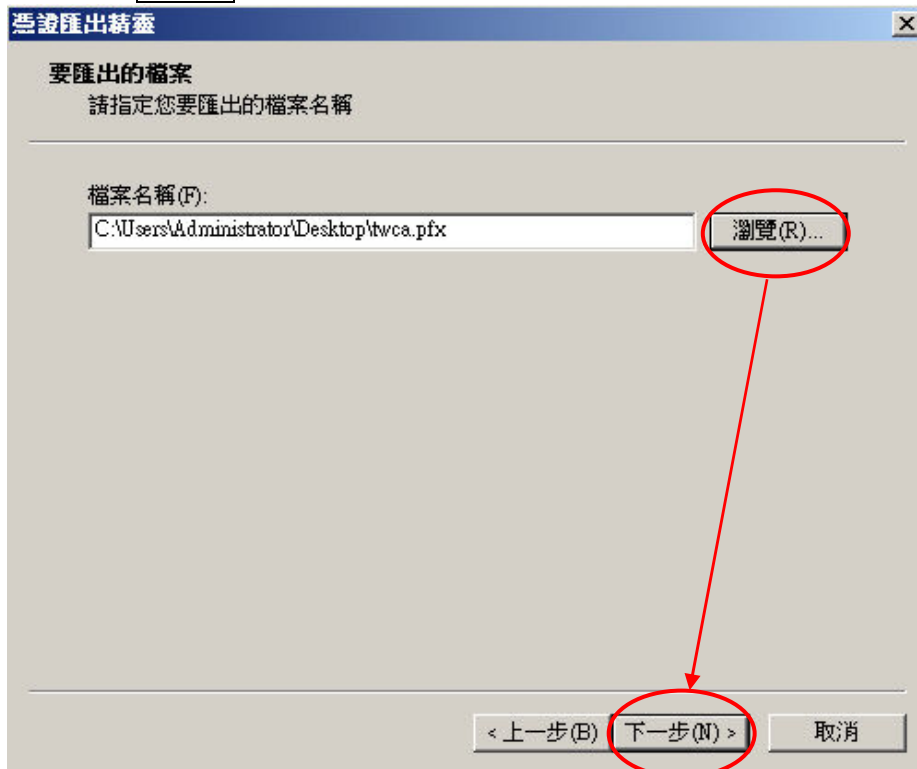 憑證匯出精靈
要匯出的檔案
請指定您要匯出的檔案名稱
檔案名稱(F):
C:\Users\Administrator\Desktop\twca.pfx
瀏覽(R)...
<上一步(B) 下一步(N)> 取消